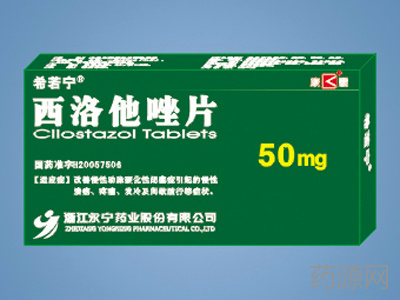 希若宁®
西洛他唑片
Cilostazol Tablets
50mg
国药准字H20057506
【适应症】 改善慢性动脉硬化性闭塞症引起的慢性
溃疡、疼痛、发冷及间歇跛行等症状。
浙江永宁药业股份有限公司
ZHEJIANG YONGNING PHARMACEUTICAL CO.,LTD
药源网